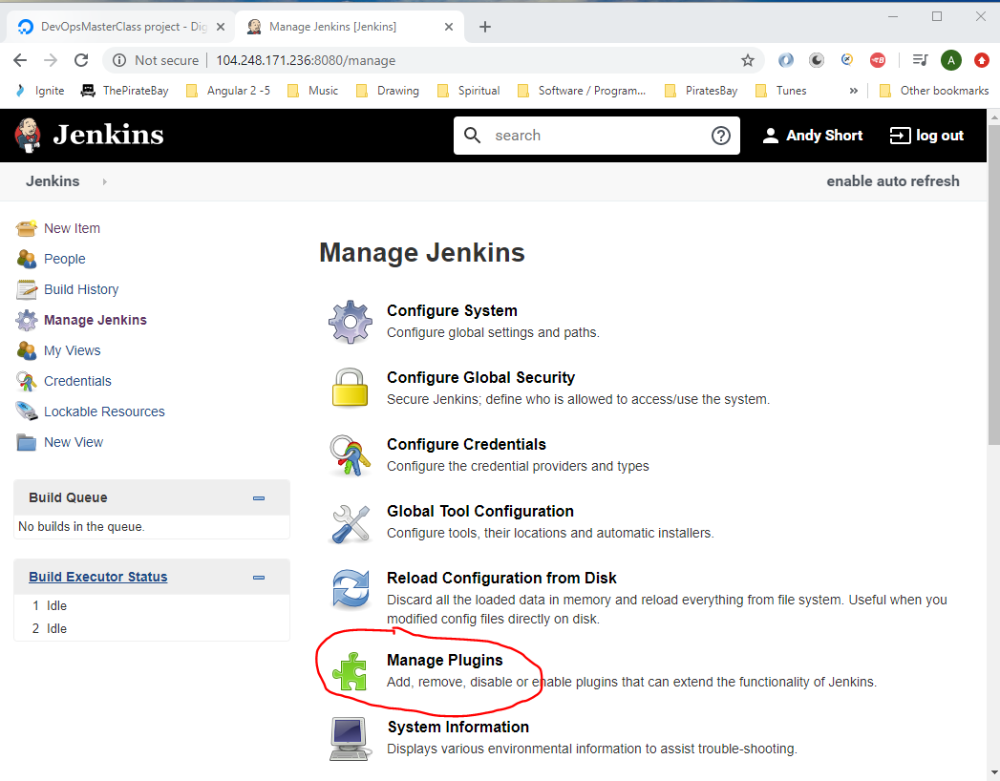 DevOpsMasterClass project - Dig
Manage Jenkins [Jenkins]
Not secure
104.248.171.236:8080/manage
A
Ignite
ThePirateBay
Angular 2 -5
Music
Drawing
Spiritual
Software / Program...
PiratesBay
Tunes
»
Other bookmarks
Jenkins
search
Andy Short
log out
Jenkins
enable auto refresh
New Item
People
Build History
Manage Jenkins
My Views
Credentials
Lockable Resources
New View
Build Queue
No builds in the queue.
Build Executor Status
1 Idle
2 Idle
Manage Jenkins
Configure System
Configure global settings and paths.
Configure Global Security
Secure Jenkins; define who is allowed to access/use the system.
Configure Credentials
Configure the credential providers and types
Global Tool Configuration
Configure tools, their locations and automatic installers.
Reload Configuration from Disk
Discard all the loaded data in memory and reload everything from file system. Useful when you
modified config files directly on disk.
Manage Plugins
Add, remove, disable or enable plugins that can extend the functionality of Jenkins.
System Information
Displays various environmental information to assist trouble-shooting.